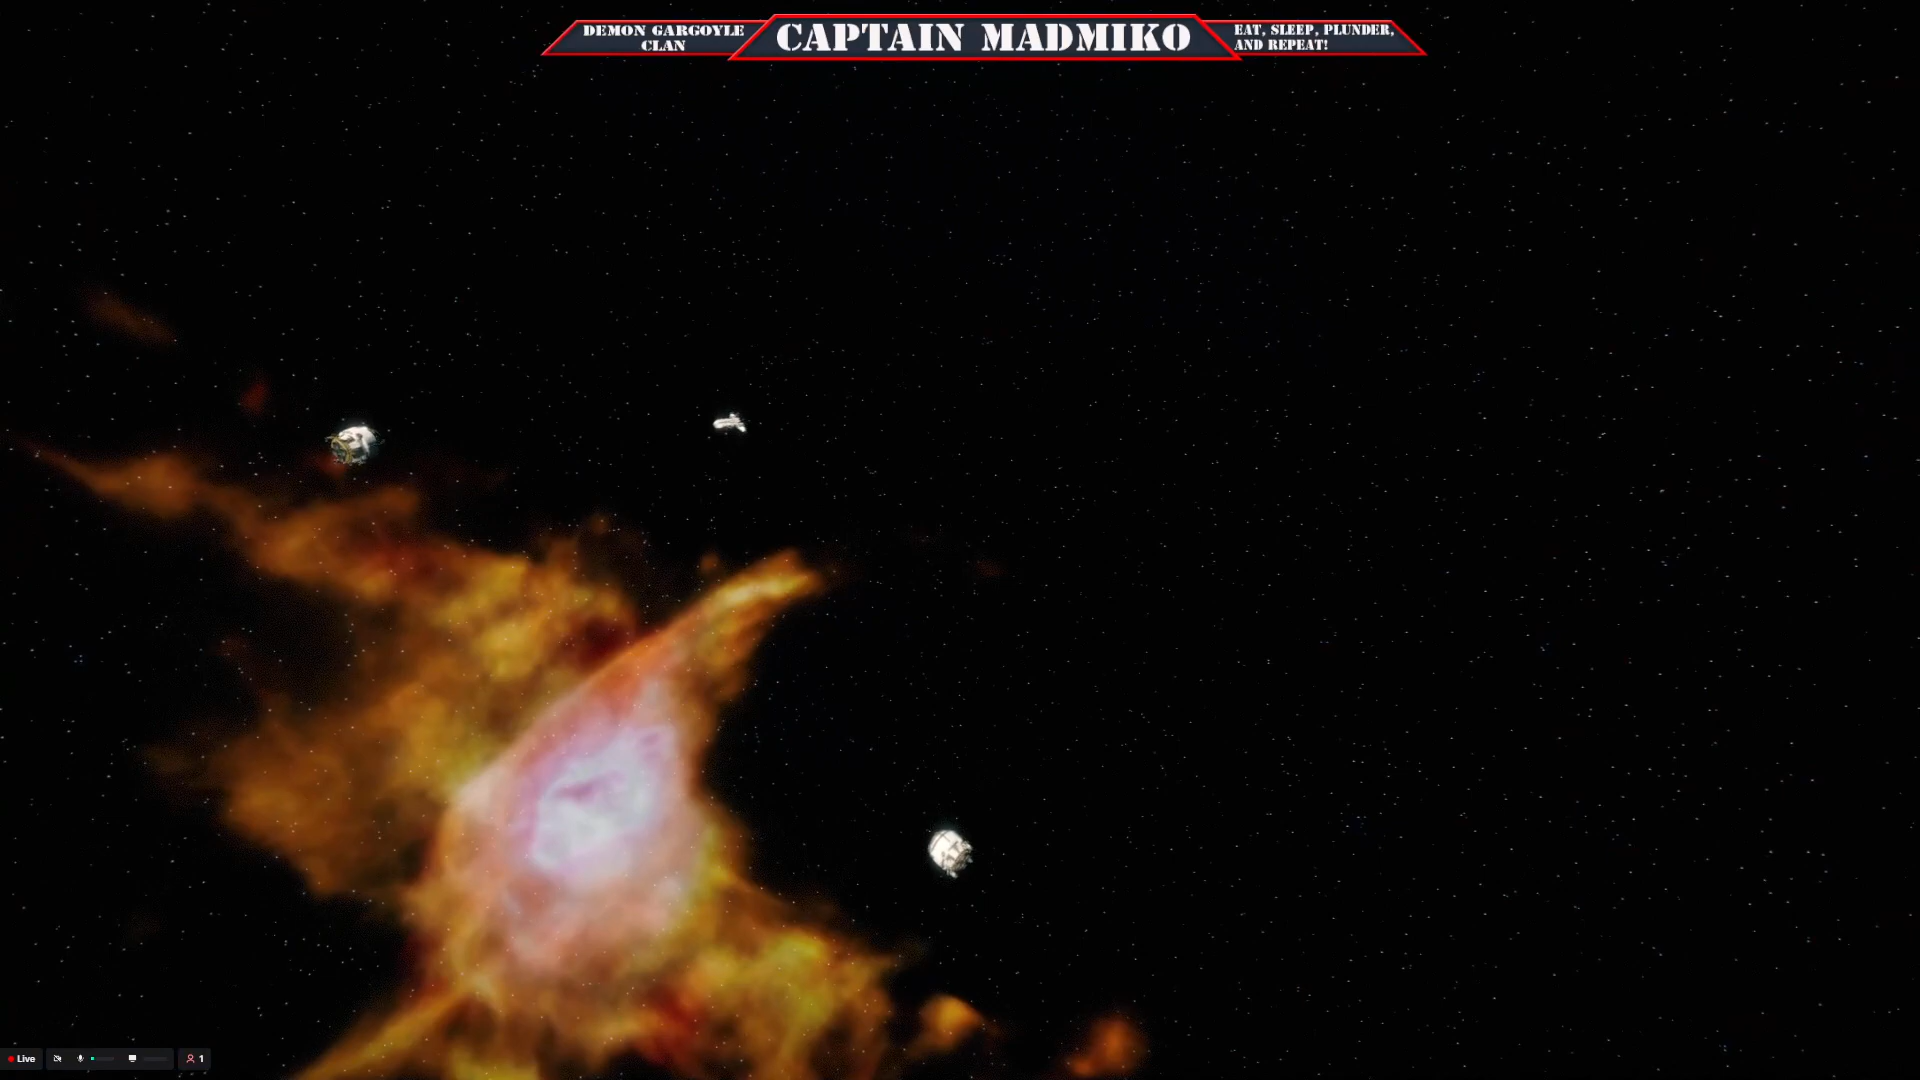 DEMON GARGOYLE
CLAN
CAPTAIN MADMIKO
EAT, SLEEP, PLUNDER,
AND REPEAT!
Live
1